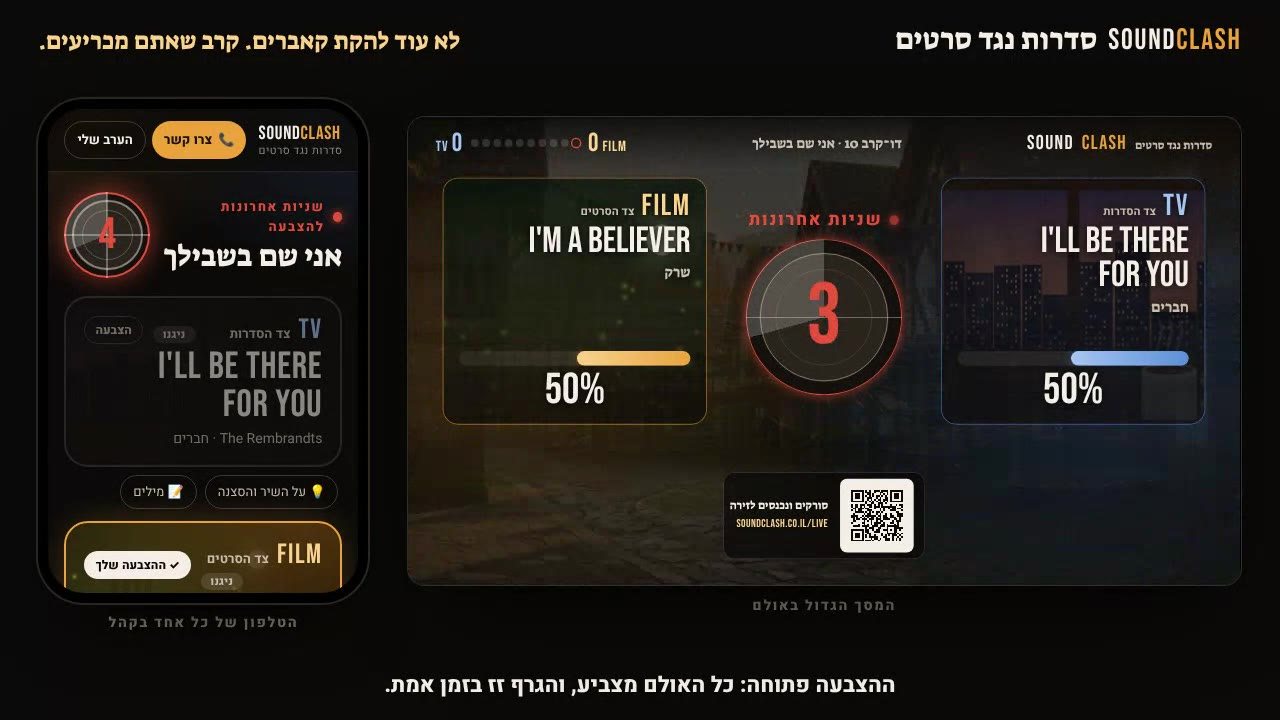 SOUNDCLASH סדרות נגד סרטים
לא עוד להקת קאברים. קרב שאתם מכריעים.
SOUND CLASH סדרות נגד סרטים
דו־קרב 10 · אני שם בשבילך
0 FILM
TV 0
TV צד הסדרות
I'LL BE THERE
FOR YOU
חברים
50%
שניות אחרונות
3
FILM צד הסרטים
I'M A BELIEVER
שרק
50%
סורקים ונכנסים לזירה
SOUNDCLASH.CO.IL/LIVE
המסך הגדול באולם
SOUNDCLASH
סדרות נגד סרטים
צרו קשר
הערב שלי
שניות אחרונות
להצבעה
4
אני שם בשבילך
TV צד הסדרות
ניגנו
הצבעה
I'LL BE THERE
FOR YOU
חברים · The Rembrandts
על השיר והסצנה
מילים
FILM צד הסרטים
ניגנו
✓ ההצבעה שלך
הטלפון של כל אחד בקהל
ההצבעה פתוחה: כל האולם מצביע, והגרף זז בזמן אמת.